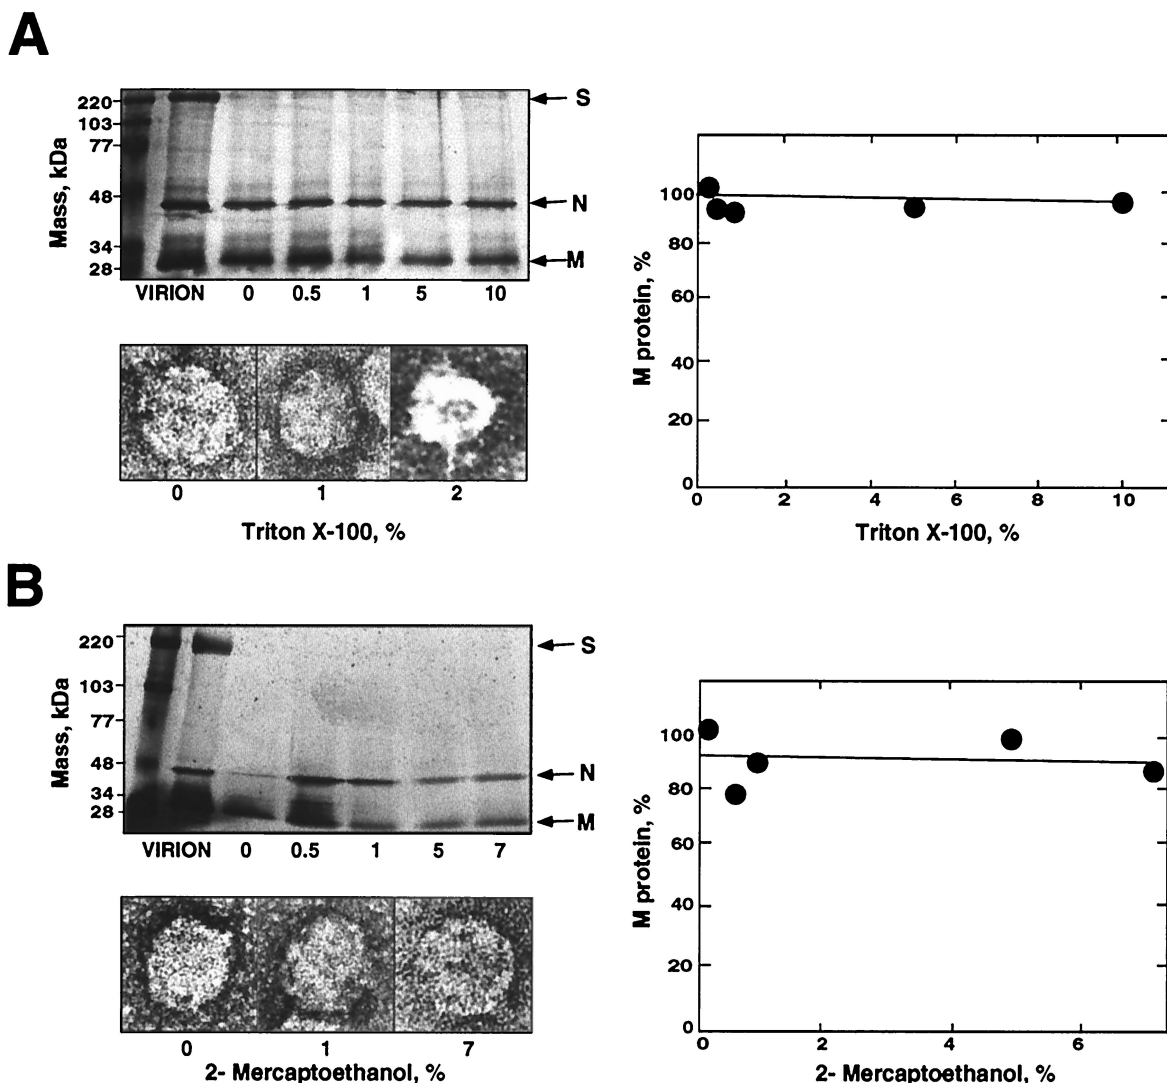 A
Mass, kDa
220
103
77
48
34
28
S
N
M
VIRION 0 0.5 1 5 10
0 1 2
Triton X-100, %
M protein, %
100
80
60
40
20
0
0 2 4 6 8 10
Triton X-100, %
B
Mass, kDa
220
103
77
48
34
28
S
N
M
VIRION 0 0.5 1 5 7
0 1 7
2- Mercaptoethanol, %
M protein, %
100
80
60
40
20
0
0 2 4 6
2- Mercaptoethanol, %